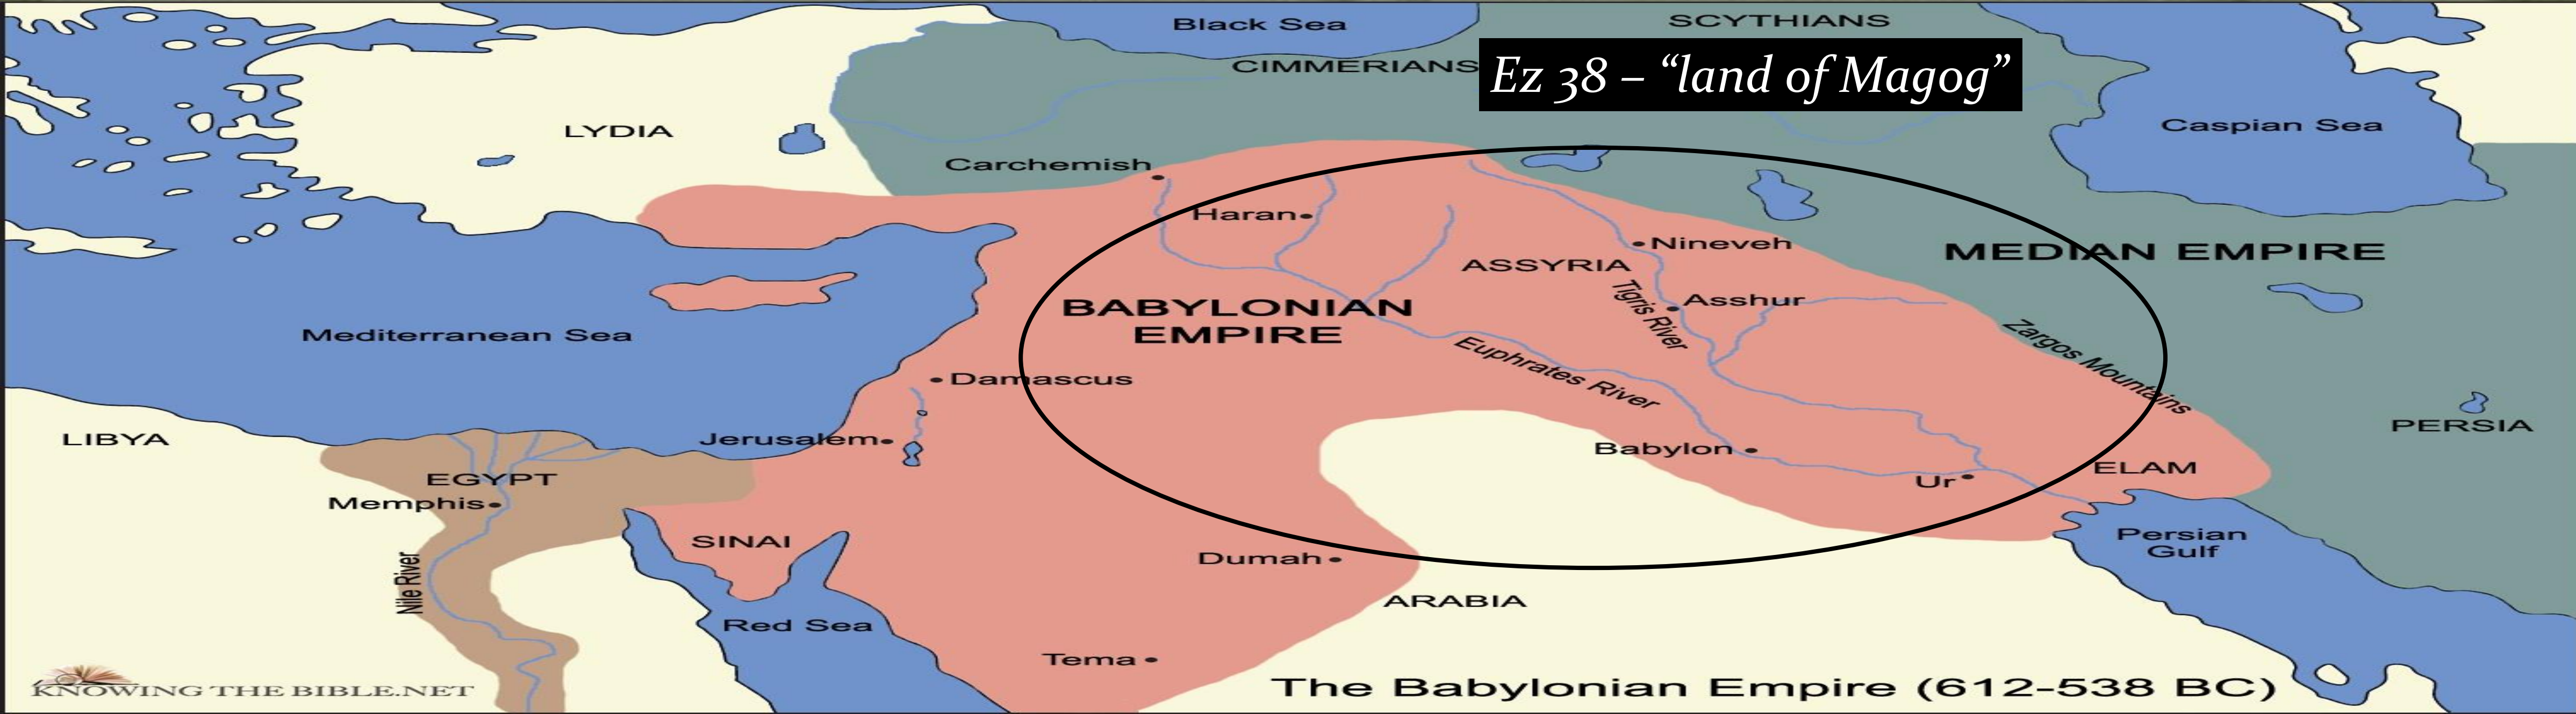 Black Sea
SCYTHIANS
CIMMERIANS
Ez 38 – “land of Magog”
LYDIA
Caspian Sea
Carchemish
Haran
Nineveh
MEDIAN EMPIRE
ASSYRIA
Tigris River
Asshur
BABYLONIAN
EMPIRE
Mediterranean Sea
Euphrates River
Zargos Mountains
Damascus
LIBYA
Jerusalem
Babylon
PERSIA
EGYPT
Memphis
ELAM
Ur
SINAI
Persian
Gulf
Dumah
Nile River
ARABIA
Red Sea
Tema
KNOWING THE BIBLE.NET
The Babylonian Empire (612-538 BC)